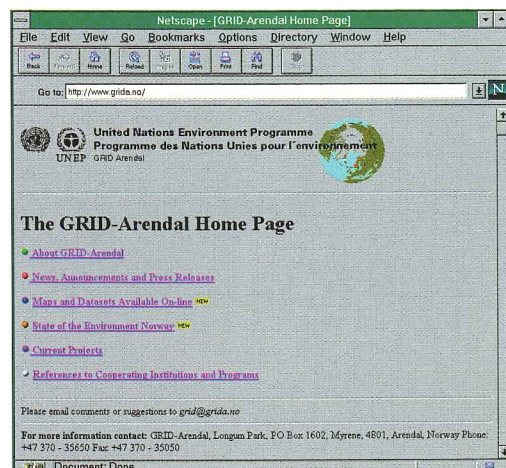 Netscape - [GRID-Arendal Home Page]
File Edit View Go Bookmarks Options Directory Window Help
Back Forward Home Reload Open Print Find Stop
Go to: http://www.grida.no/
N
United Nations Environment Programme
Programme des Nations Unies pour l'environnement
UNEP GRID Arendal
The GRID-Arendal Home Page
About GRID-Arendal
News, Announcements and Press Releases
Maps and Datasets Available On-line NEW
State of the Environment Norway NEW
Current Projects
References to Cooperating Institutions and Programs
Please email comments or suggestions to grid@grida.no
For more information contact: GRID-Arendal, Longum Park, PO Box 1602, Myrene, 4801, Arendal, Norway Phone:
+47 370 - 35650 Fax: +47 370 - 35050
Document: Done